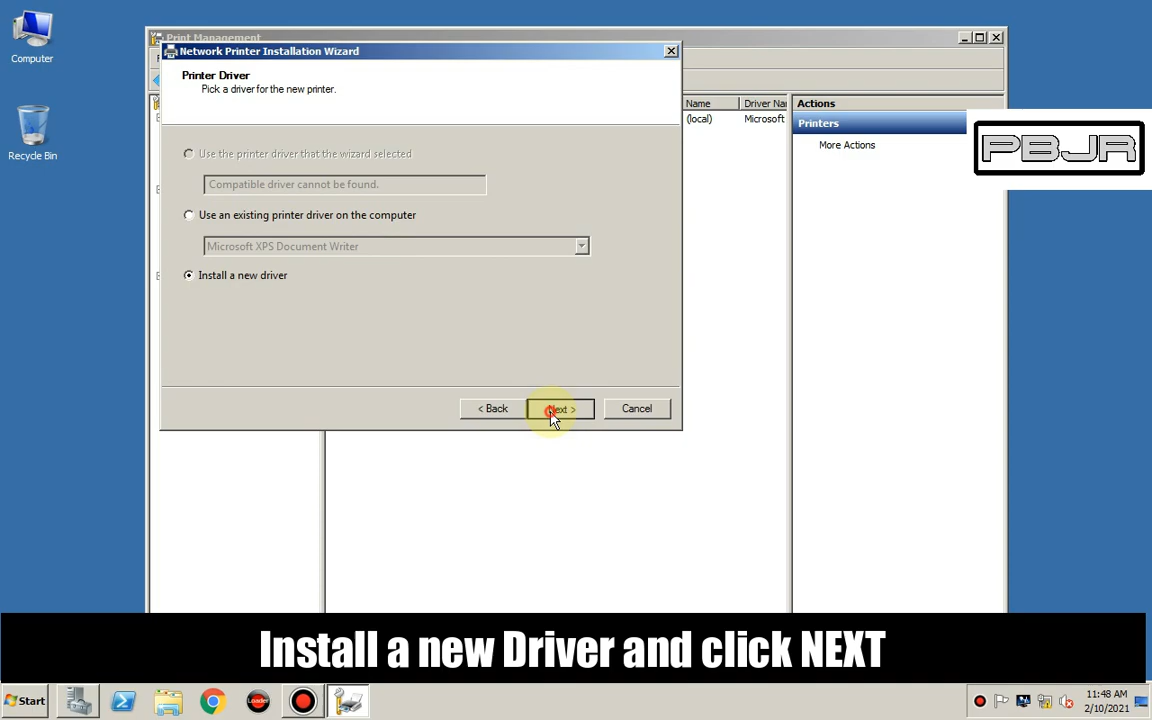 Computer
Recycle Bin
Print Management
Network Printer Installation Wizard
Printer Driver
Pick a driver for the new printer.
Use the printer driver that the wizard selected
Compatible driver cannot be found.
Use an existing printer driver on the computer
Microsoft XPS Document Writer
Install a new driver
< Back
Next >
Cancel
Name
Driver Na
(local)
Microsoft
Actions
Printers
More Actions
PBJR
Install a new Driver and click NEXT
Start
Loader
11:48 AM
2/10/2021